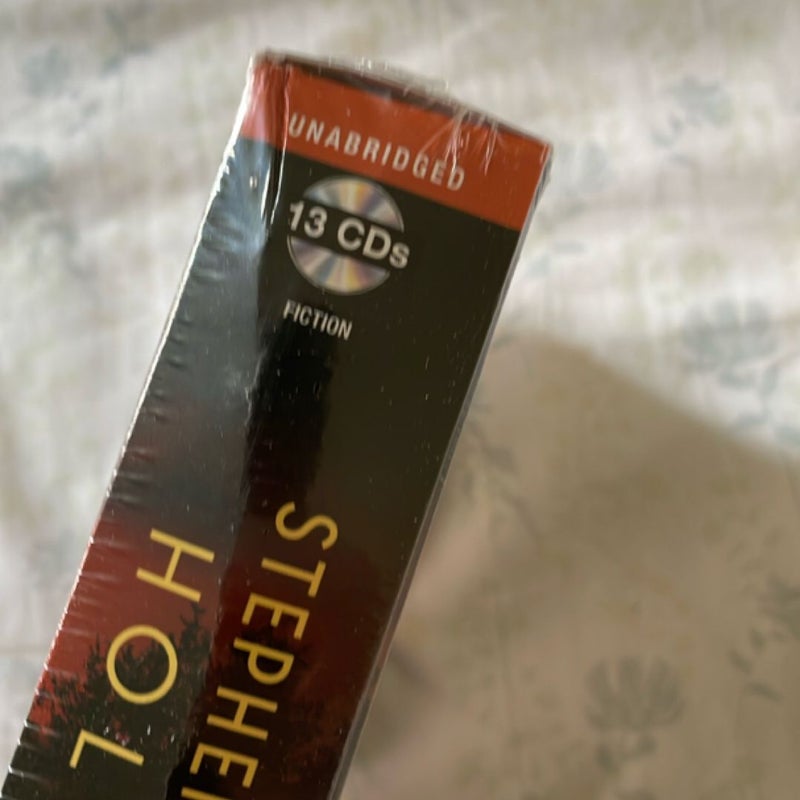 UNABRIDGED
13 CDs
FICTION
STEPHE
HOL